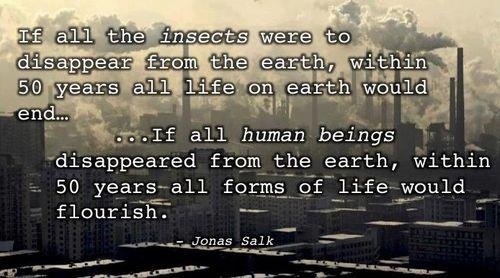 If all the insects were to
disappear from the earth, within
50 years all life on earth would
end…
...If all human beings
disappeared from the earth, within
50 years all forms of life would
flourish.
- Jonas Salk